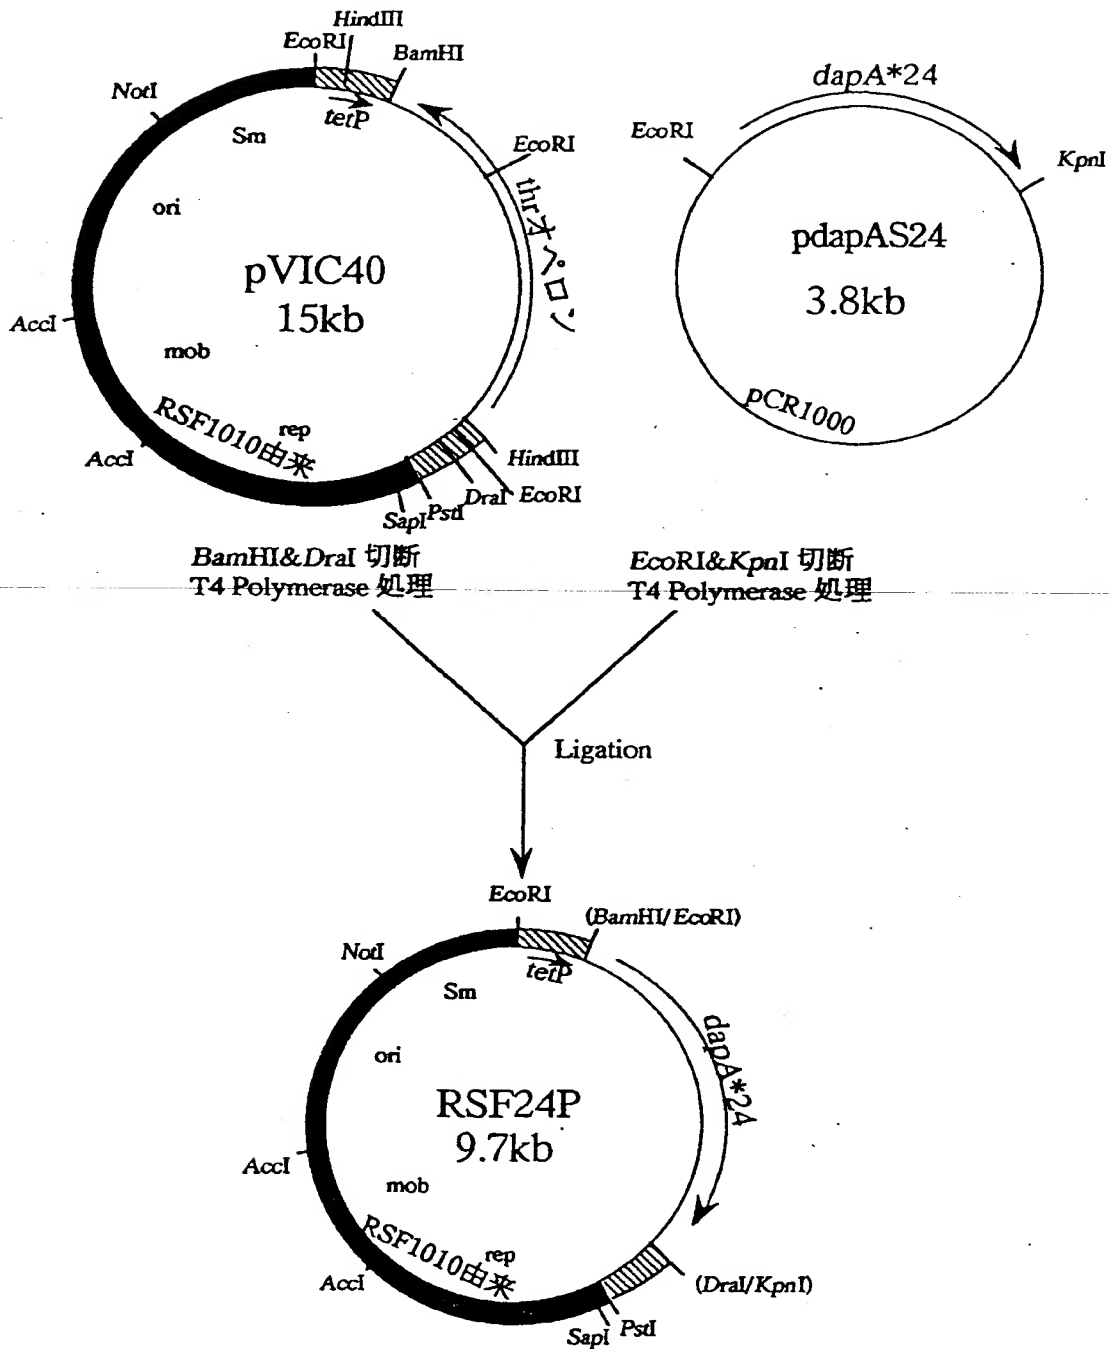 HindIII
EcoRI
BamHI
NotI
tetP
Sm
EcoRI
ori
thrオペロン
pVIC40
15kb
AccI
mob
RSF1010由来
rep
AccI
HindIII
EcoRI
DraI
PstI
SapI
dapA*24
EcoRI
KpnI
pdapAS24
3.8kb
pCR1000
BamHI&DraI 切断
T4 Polymerase 処理
EcoRI&KpnI 切断
T4 Polymerase 処理
Ligation
EcoRI
(BamHI/EcoRI)
NotI
tetP
Sm
ori
dapA*24
RSF24P
9.7kb
AccI
mob
RSF1010由来
rep
AccI
(DraI/KpnI)
PstI
SapI